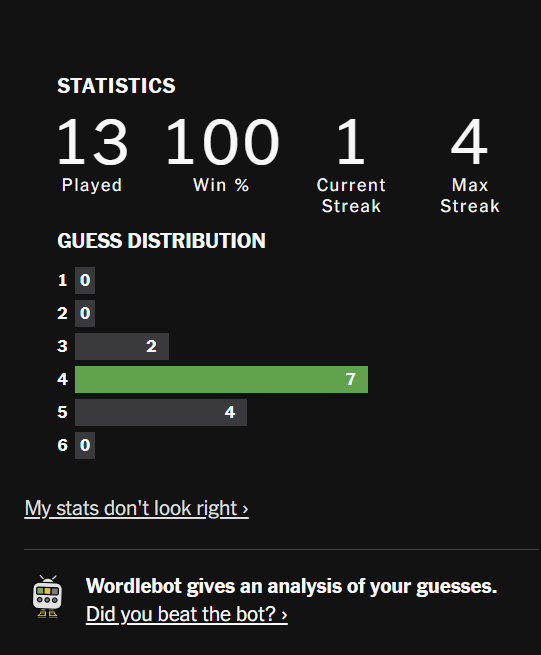 STATISTICS
13 100 1 4
Played Win % Current Streak Max Streak
GUESS DISTRIBUTION
1 0
2 0
3 2
4 7
5 4
6 0
My stats don't look right ›
Wordlebot gives an analysis of your guesses.
Did you beat the bot? ›